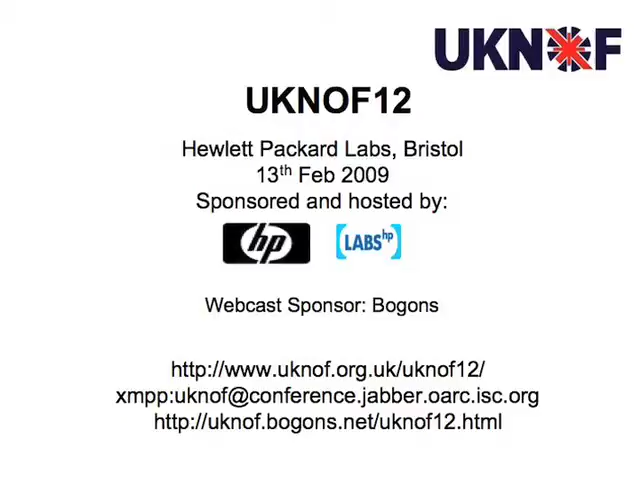 UKNOF
UKNOF12
Hewlett Packard Labs, Bristol
13th Feb 2009
Sponsored and hosted by:
hp
LABS hp
Webcast Sponsor: Bogons
http://www.uknof.org.uk/uknof12/
xmpp:uknof@conference.jabber.oarc.isc.org
http://uknof.bogons.net/uknof12.html